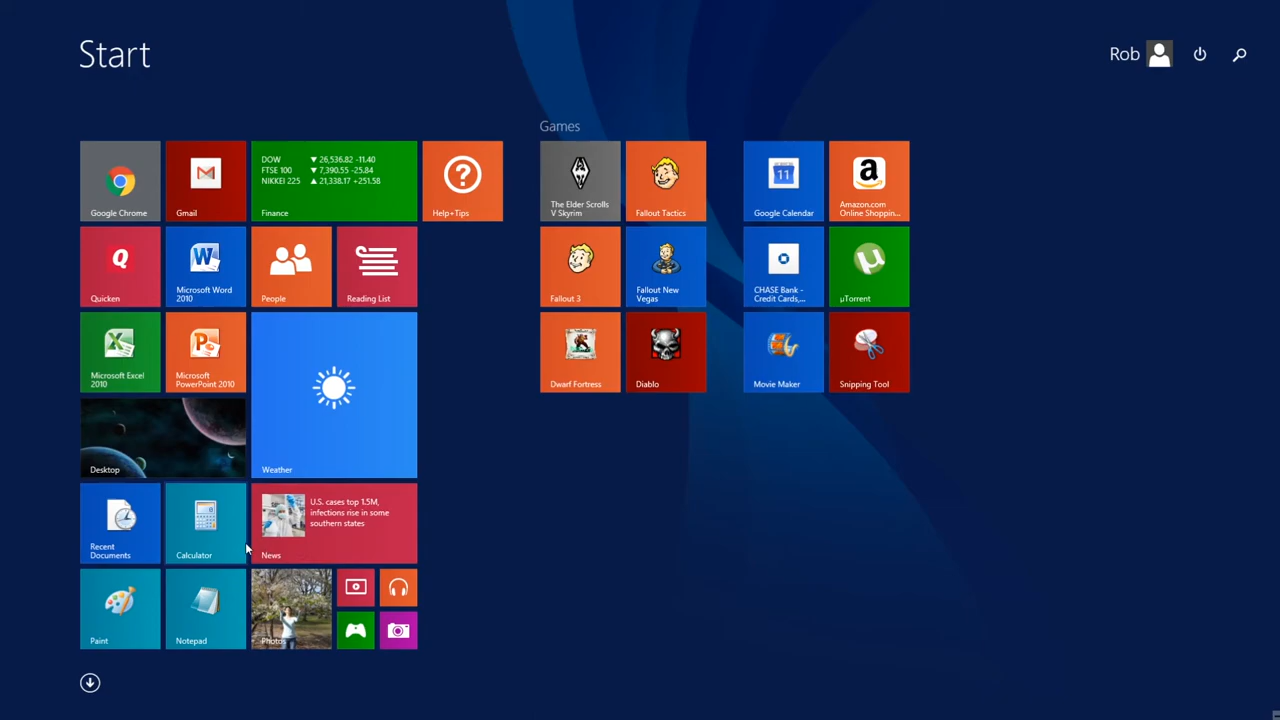 Start
Rob
Games
Google Chrome
Gmail
DOW ▼ 26,536.82 -11.40
FTSE 100 ▼ 7,390.55 -25.84
NIKKEI 225 ▲ 21,338.17 +251.58
Finance
Help+Tips
The Elder Scrolls
V Skyrim
Fallout Tactics
11
Google Calendar
a
Amazon.com
Online Shoppin...
Q
Quicken
W
Microsoft Word
2010
People
Reading List
Fallout 3
Fallout New
Vegas
CHASE Bank -
Credit Cards,...
µ
µTorrent
X
Microsoft Excel
2010
P
Microsoft
PowerPoint 2010
Weather
Dwarf Fortress
Diablo
Movie Maker
Snipping Tool
Desktop
Recent
Documents
Calculator
U.S. cases top 1.5M,
infections rise in some
southern states
News
Paint
Notepad
Photos